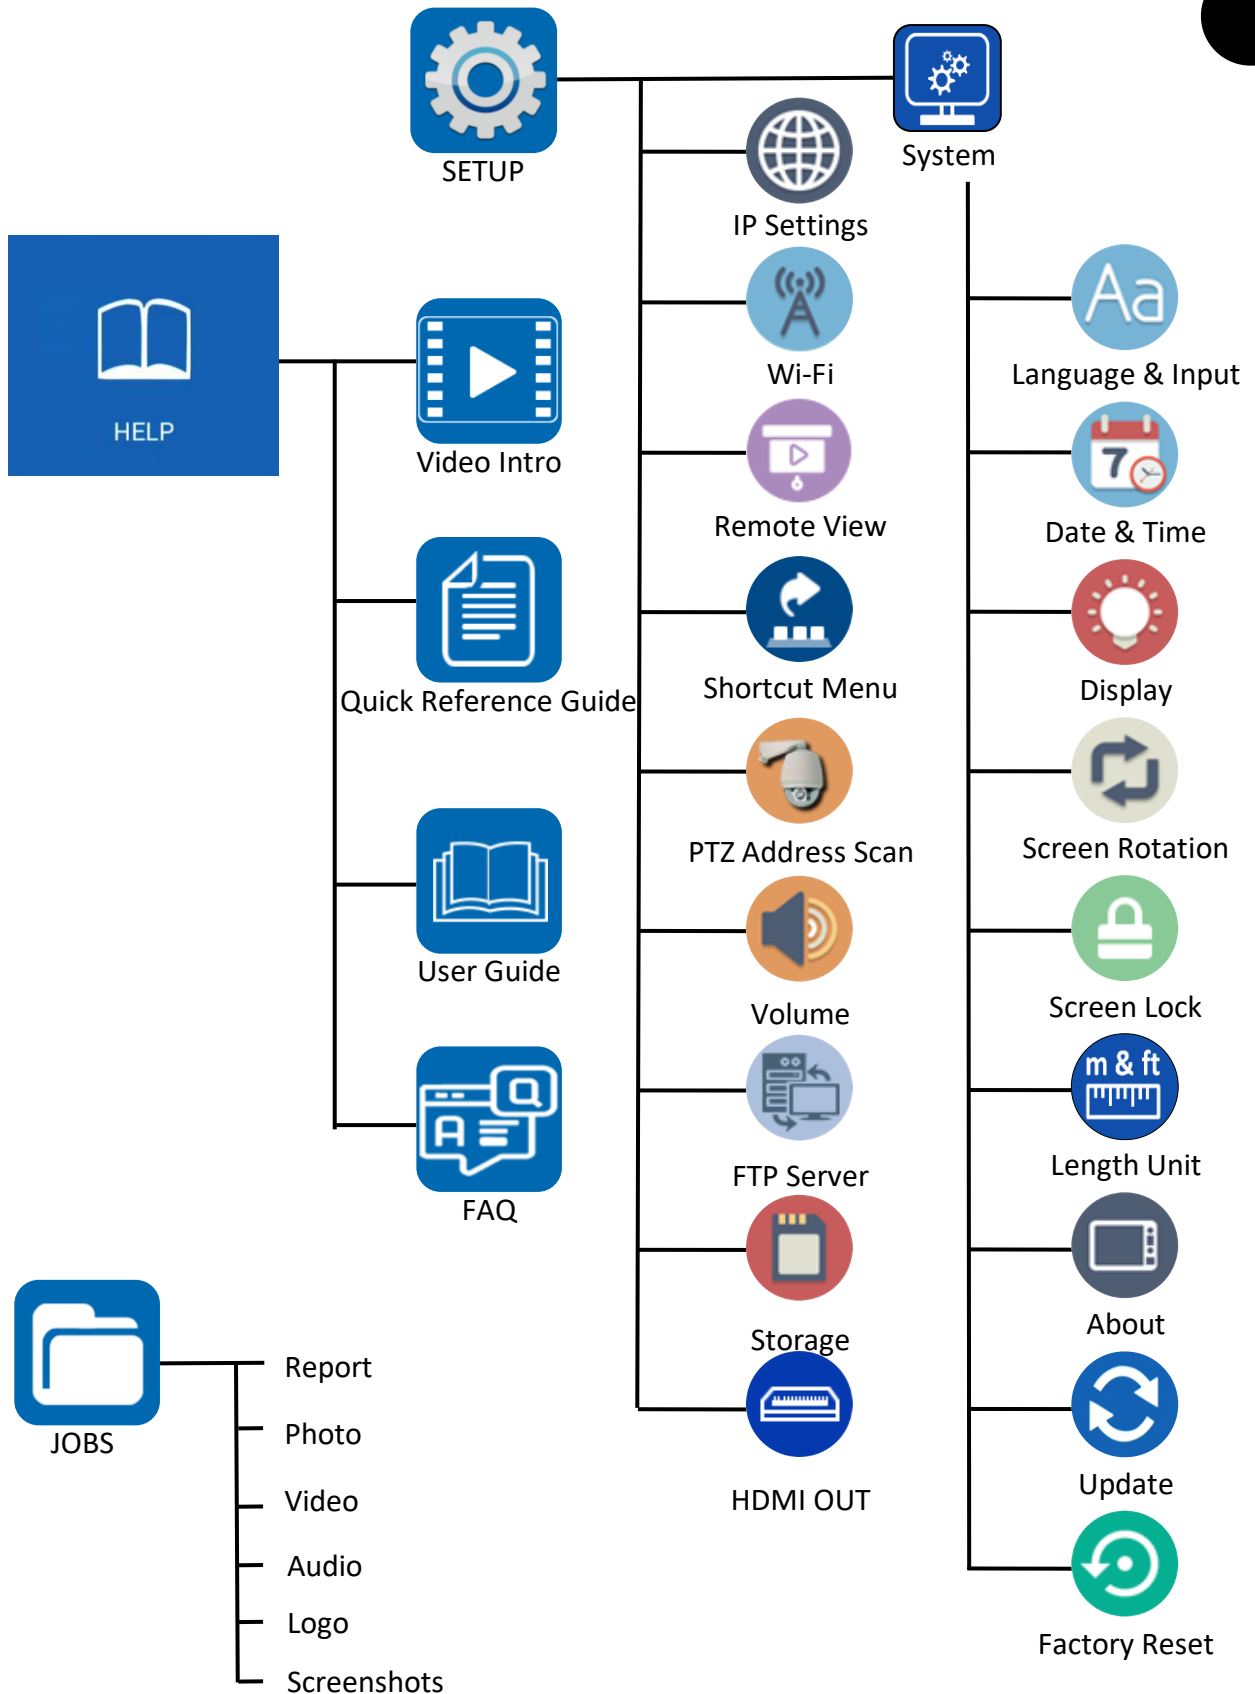 SETUP
System
IP Settings
Wi-Fi
Remote View
Shortcut Menu
PTZ Address Scan
Volume
FTP Server
Storage
HDMI OUT
Aa
Language & Input
7
Date & Time
Display
Screen Rotation
Screen Lock
m & ft
Length Unit
About
Update
Factory Reset
HELP
Video Intro
Quick Reference Guide
User Guide
Q
A
FAQ
JOBS
Report
Photo
Video
Audio
Logo
Screenshots